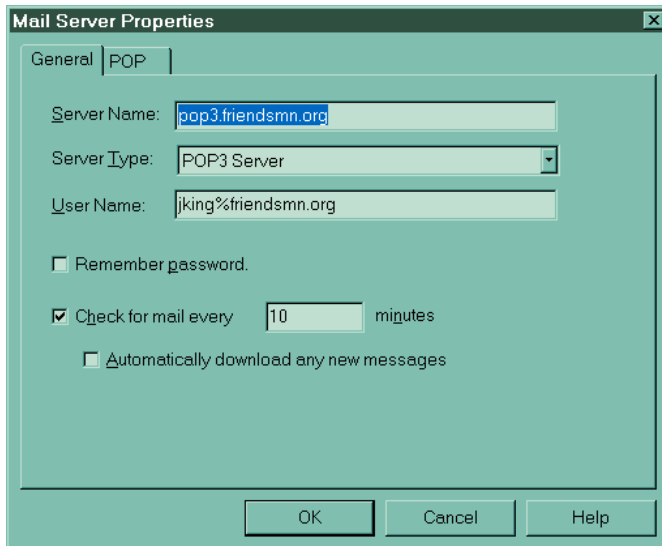 Mail Server Properties
General POP
Server Name: pop3.friendsmn.org
Server Type: POP3 Server
User Name: jking%friendsmn.org
Remember password.
Check for mail every 10 minutes
Automatically download any new messages
OK Cancel Help